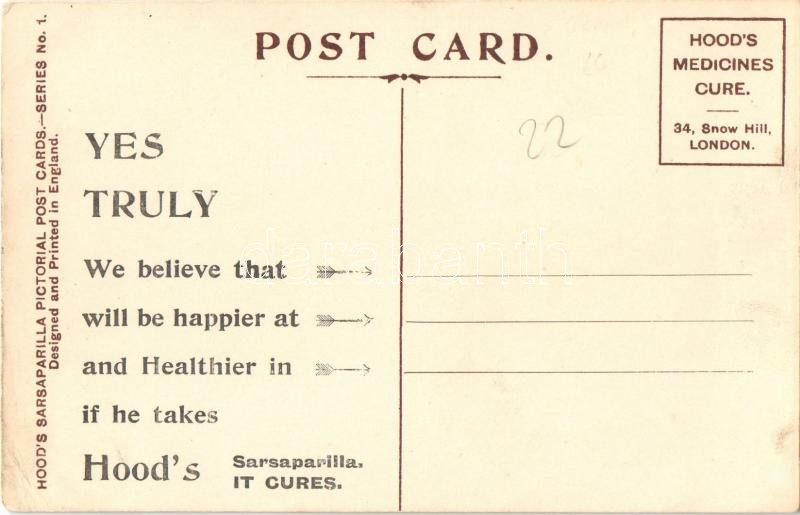 POST CARD.
HOOD'S
MEDICINES
CURE.
34, Snow Hill,
LONDON.
HOOD'S SARSAPARILLA PICTORIAL POST CARDS.—SERIES No. 1.
Designed and Printed in England.
22
YES
TRULY
We believe that
will be happier at
and Healthier in
if he takes
Hood's Sarsaparilla.
IT CURES.
darabanth